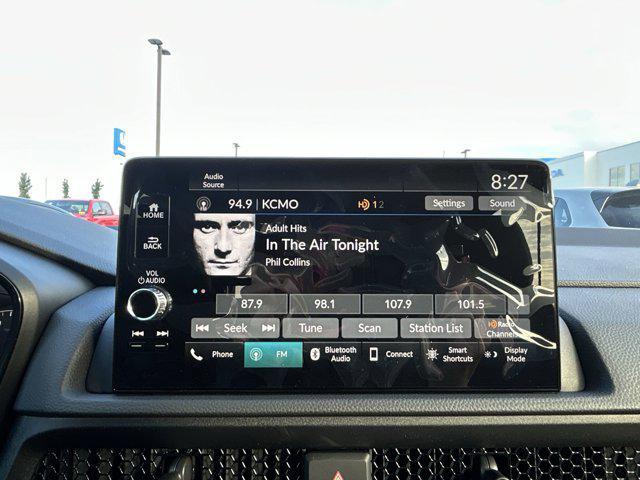 Audio
Source
8:27
94.9 | KCMO
HD 1 2
Settings
Sound
HOME
BACK
VOL
AUDIO
Adult Hits
In The Air Tonight
Phil Collins
87.9
98.1
107.9
101.5
Seek
Tune
Scan
Station List
HD Radio
Channels
Phone
FM
Bluetooth
Audio
Connect
Smart
Shortcuts
Display
Mode